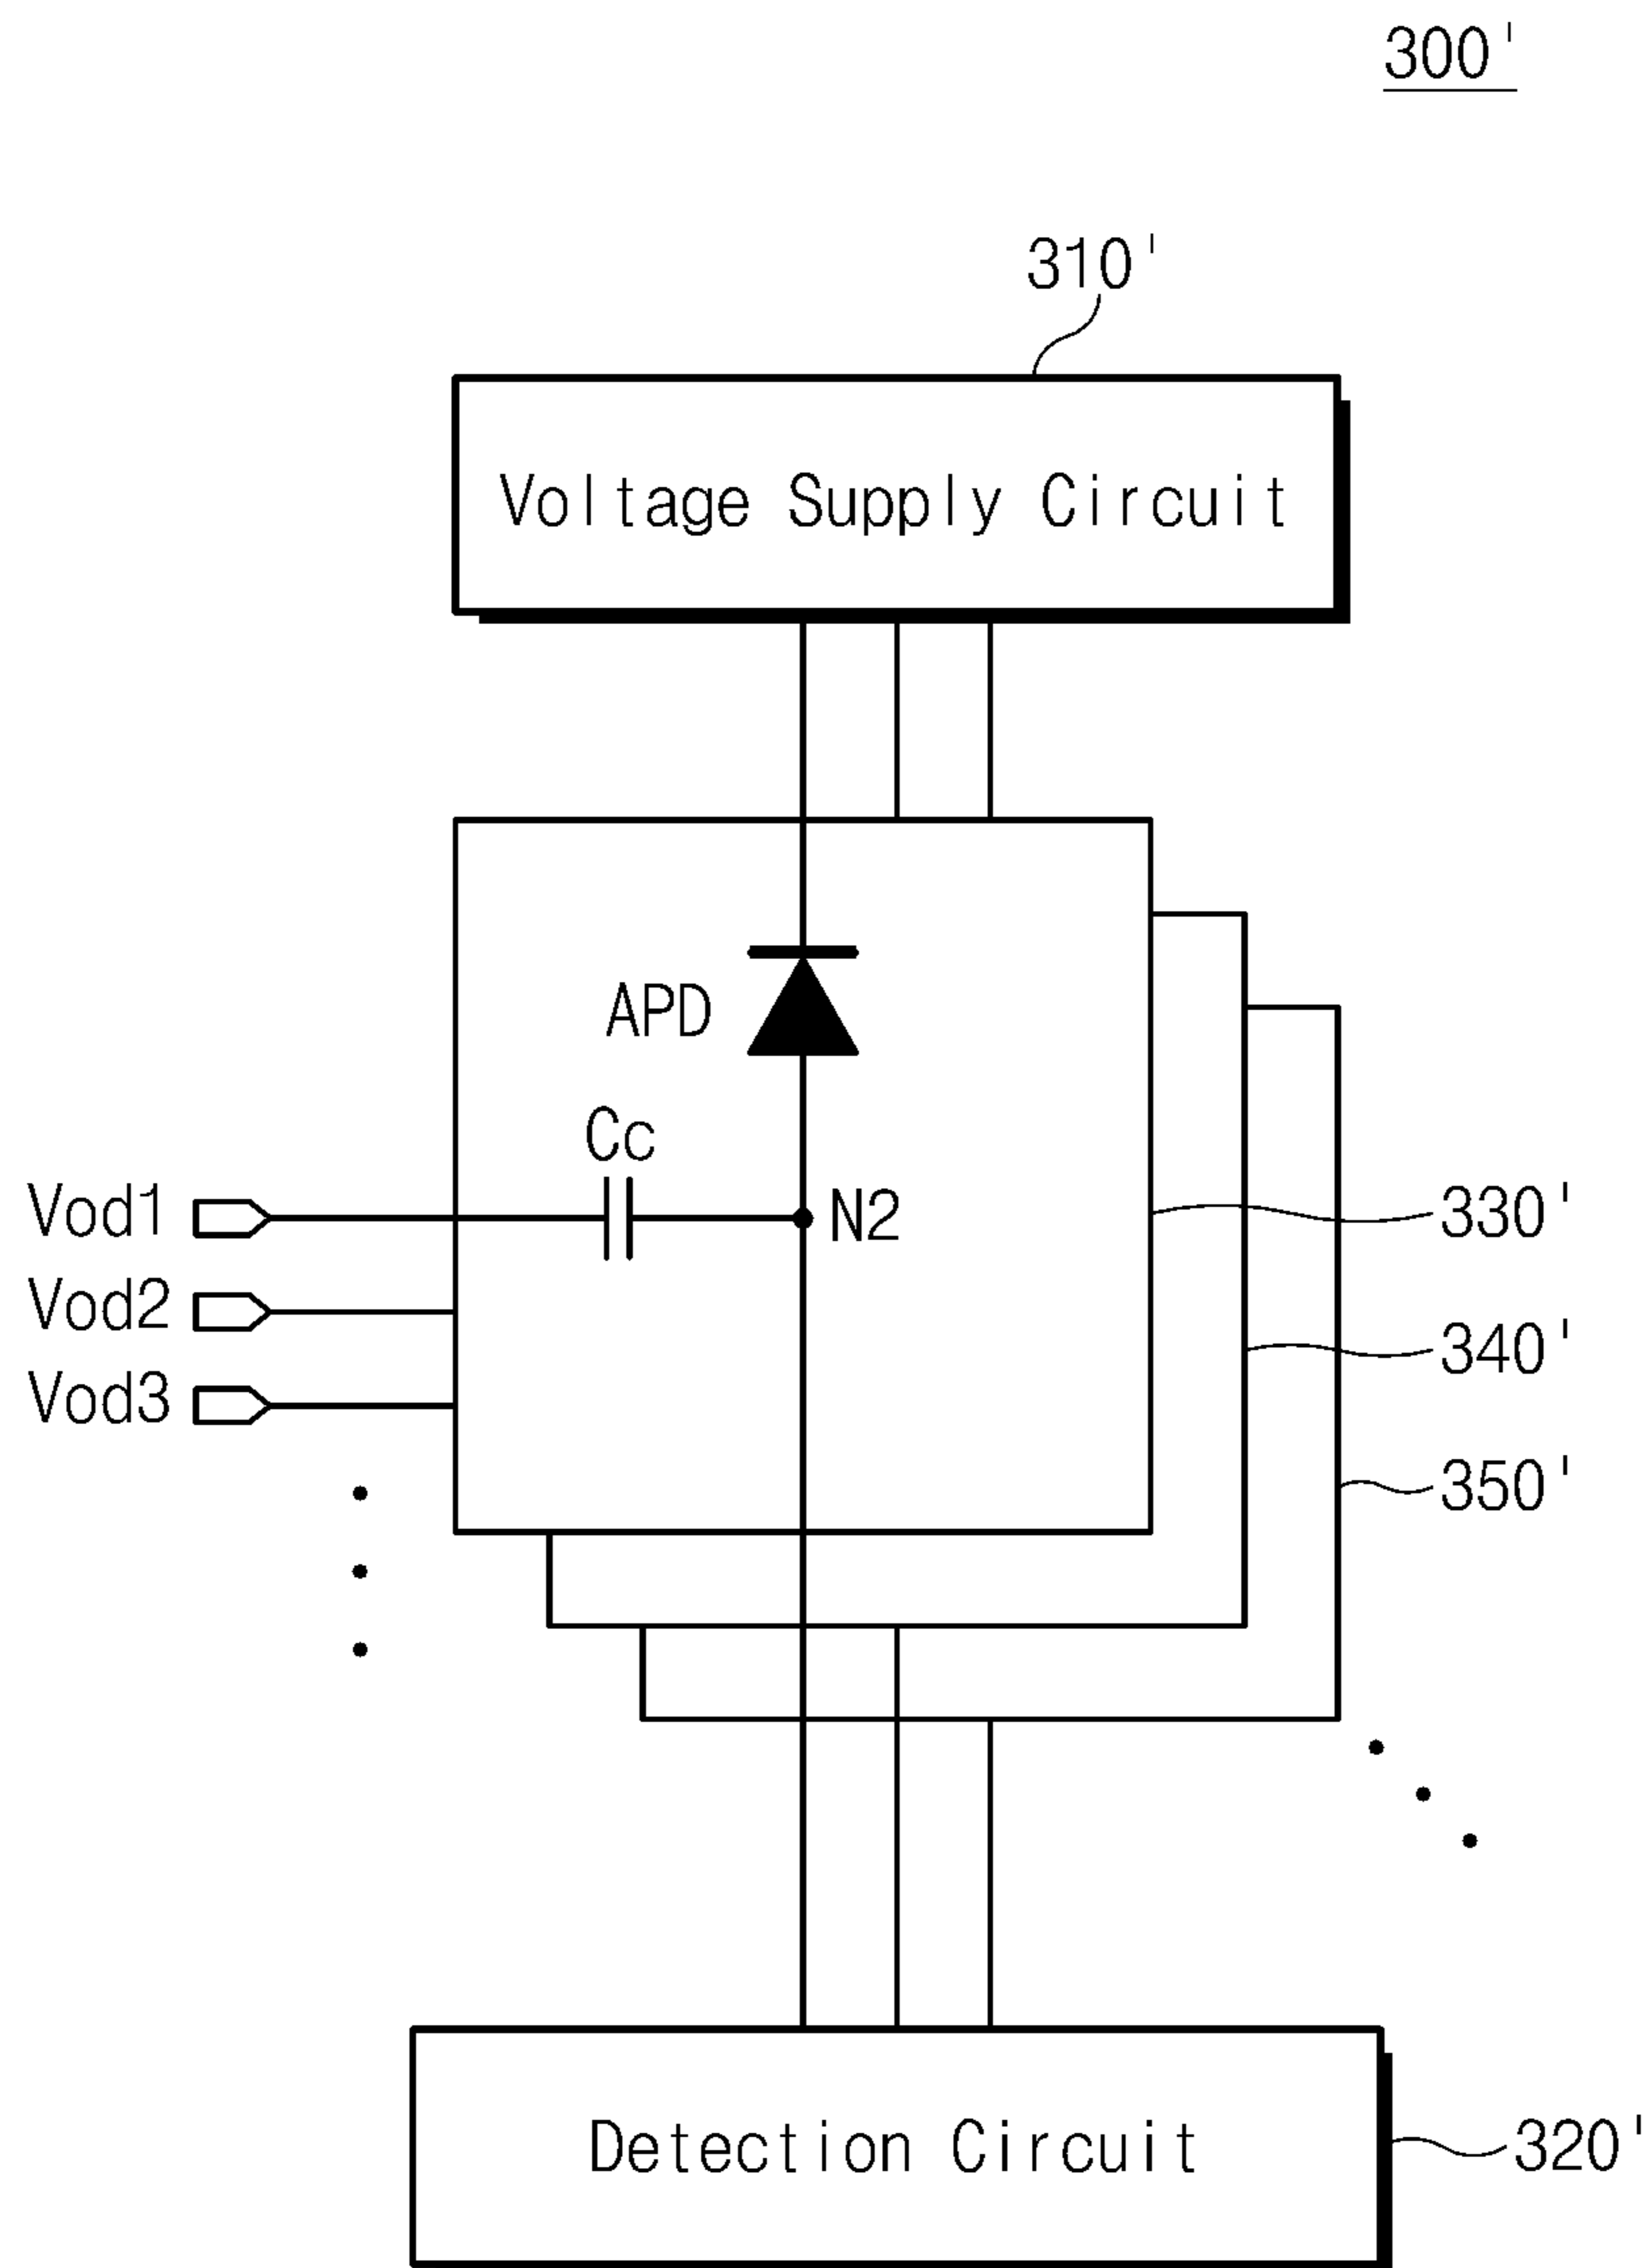 300'
310'
Voltage Supply Circuit
APD
Cc
Vod1
N2
330'
Vod2
340'
Vod3
350'
Detection Circuit
320'